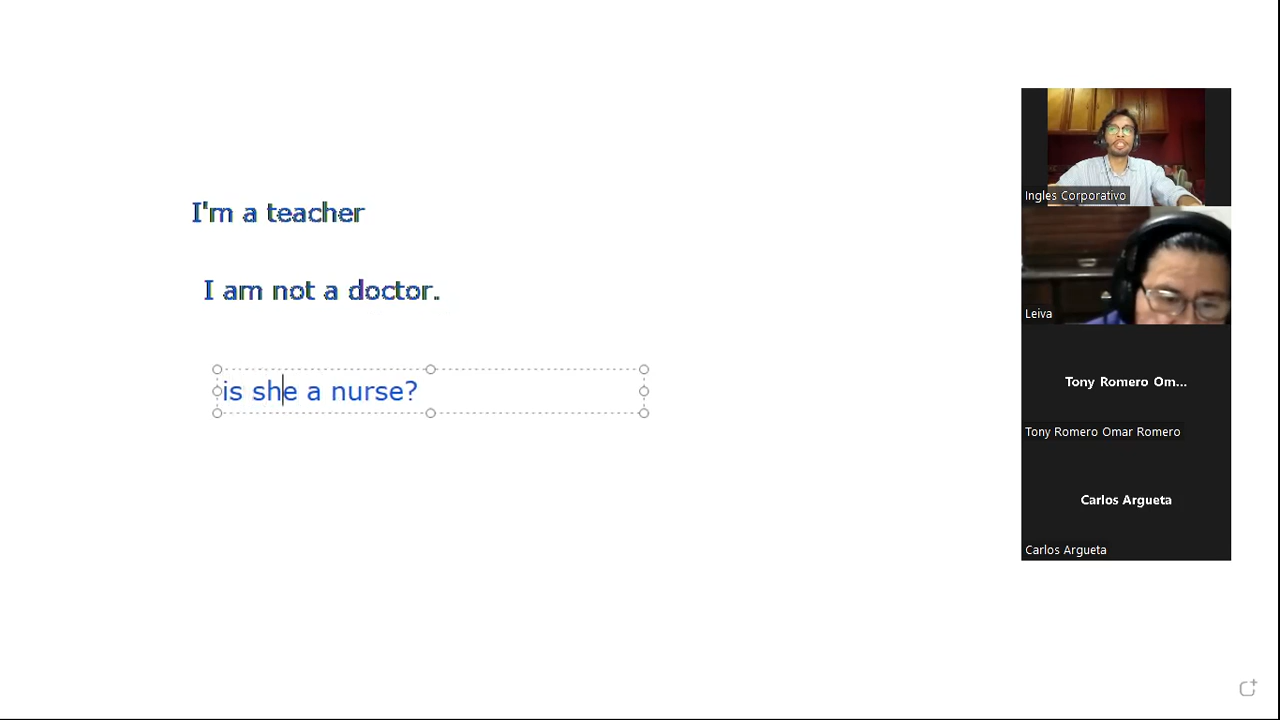 I'm a teacher
I am not a doctor.
is she a nurse?
Ingles Corporativo
Leiva
Tony Romero Om...
Tony Romero Omar Romero
Carlos Argueta
Carlos Argueta